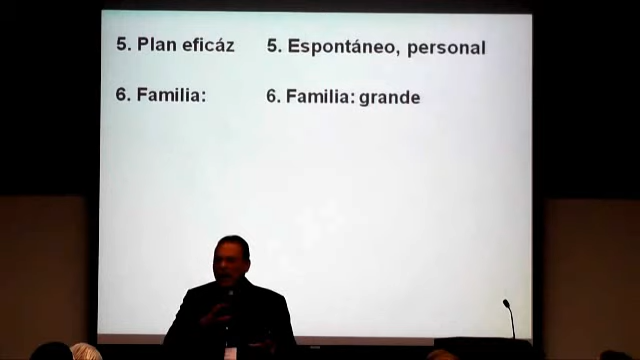 5. Plan eficáz 5. Espontáneo, personal
6. Familia: 6. Familia: grande